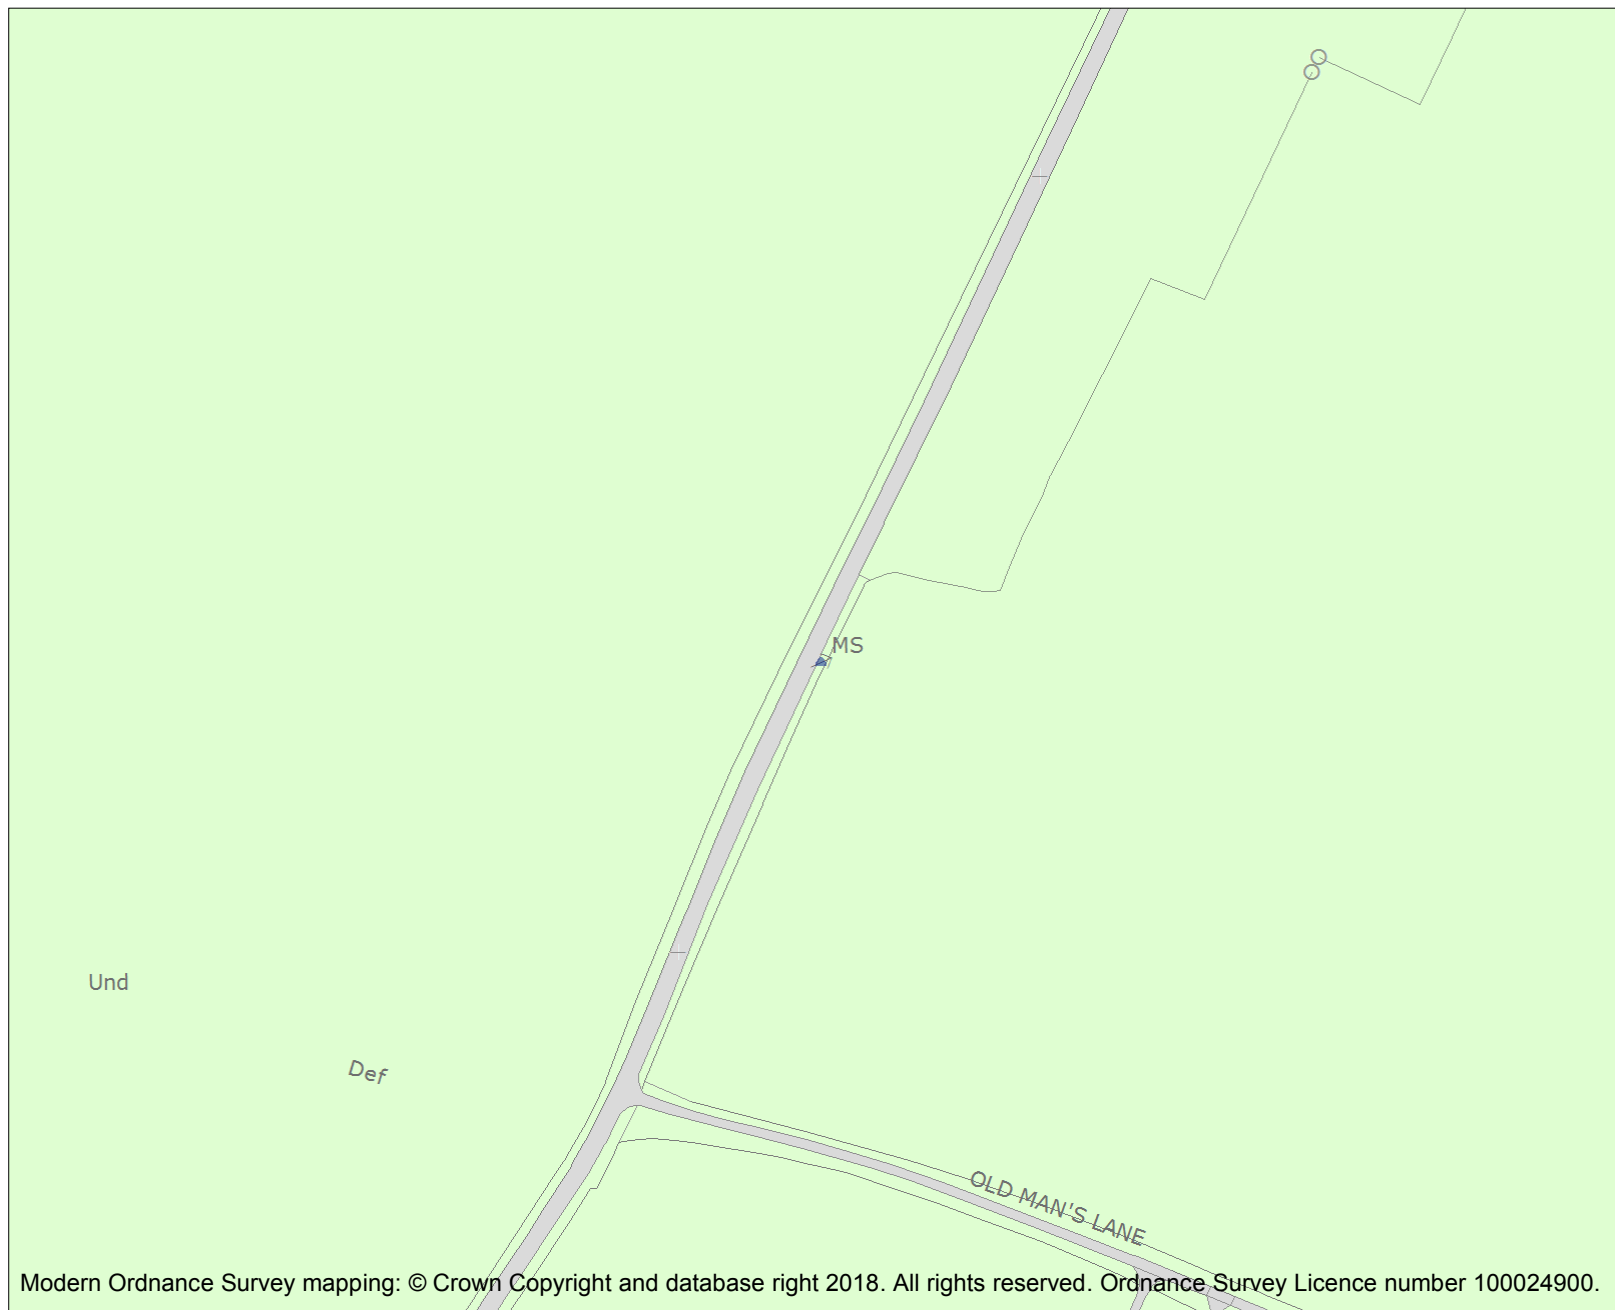 MS
Und
Def
OLD MAN'S LANE
Modern Ordnance Survey mapping: © Crown Copyright and database right 2018. All rights reserved. Ordnance Survey Licence number 100024900.